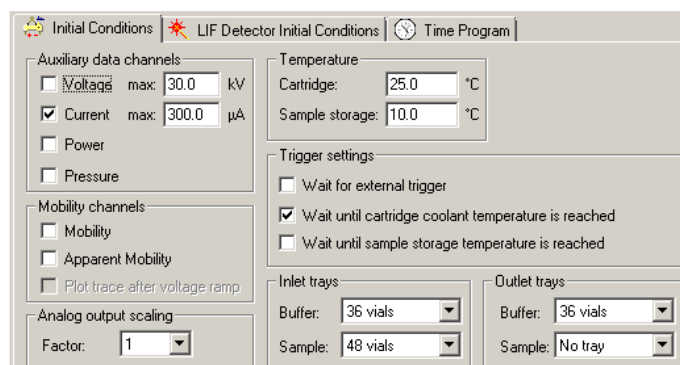 Initial Conditions LIF Detector Initial Conditions Time Program
Auxiliary data channels
Voltage max: 30.0 kV
Current max: 300.0 µA
Power
Pressure
Mobility channels
Mobility
Apparent Mobility
Plot trace after voltage ramp
Analog output scaling
Factor: 1
Temperature
Cartridge: 25.0 °C
Sample storage: 10.0 °C
Trigger settings
Wait for external trigger
Wait until cartridge coolant temperature is reached
Wait until sample storage temperature is reached
Inlet trays
Buffer: 36 vials
Sample: 48 vials
Outlet trays
Buffer: 36 vials
Sample: No tray